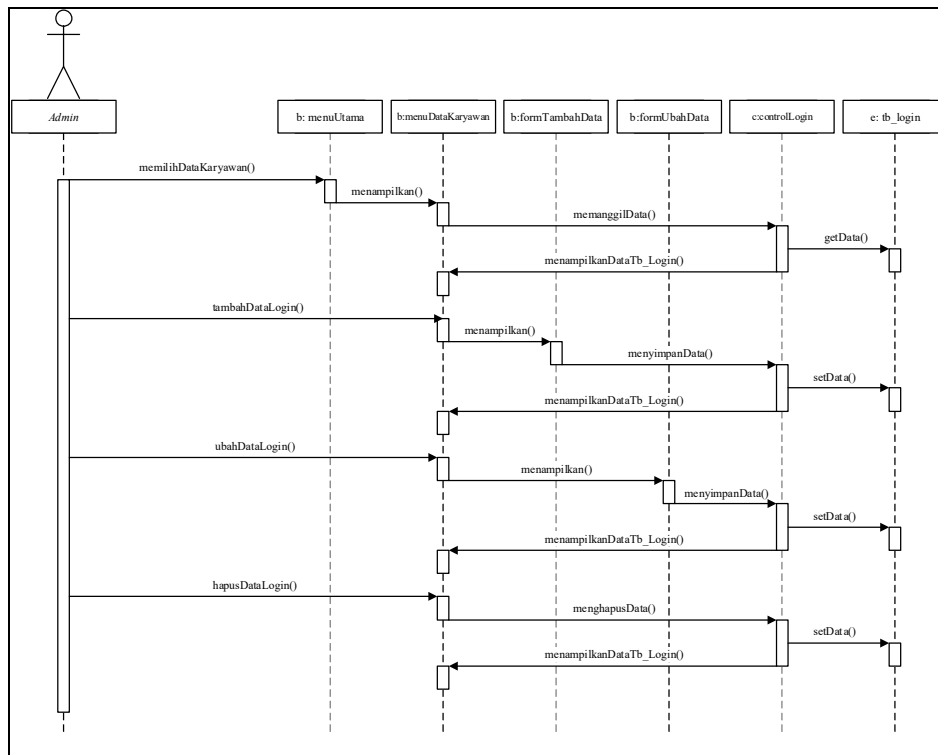 Admin
b: menuUtama
b:menuDataKaryawan
b:formTambahData
b:formUbahData
c:controlLogin
e: tb_login
memilihDataKaryawan()
menampilkan()
memanggilData()
getData()
menampilkanDataTb_Login()
tambahDataLogin()
menampilkan()
menyimpanData()
setData()
menampilkanDataTb_Login()
ubahDataLogin()
menampilkan()
menyimpanData()
setData()
menampilkanDataTb_Login()
hapusDataLogin()
menghapusData()
setData()
menampilkanDataTb_Login()